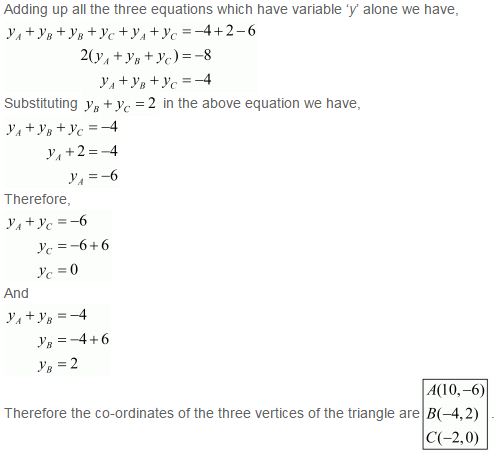 Adding up all the three equations which have variable ‘y’ alone we have,
y_A + y_B + y_B + y_C + y_A + y_C = −4 + 2 − 6
2(y_A + y_B + y_C) = −8
y_A + y_B + y_C = −4
Substituting y_B + y_C = 2 in the above equation we have,
y_A + y_B + y_C = −4
y_A + 2 = −4
y_A = −6
Therefore,
y_A + y_C = −6
y_C = −6 + 6
y_C = 0
And
y_A + y_B = −4
y_B = −4 + 6
y_B = 2
Therefore the co-ordinates of the three vertices of the triangle are
A(10, −6)
B(−4, 2)
C(−2, 0)
.